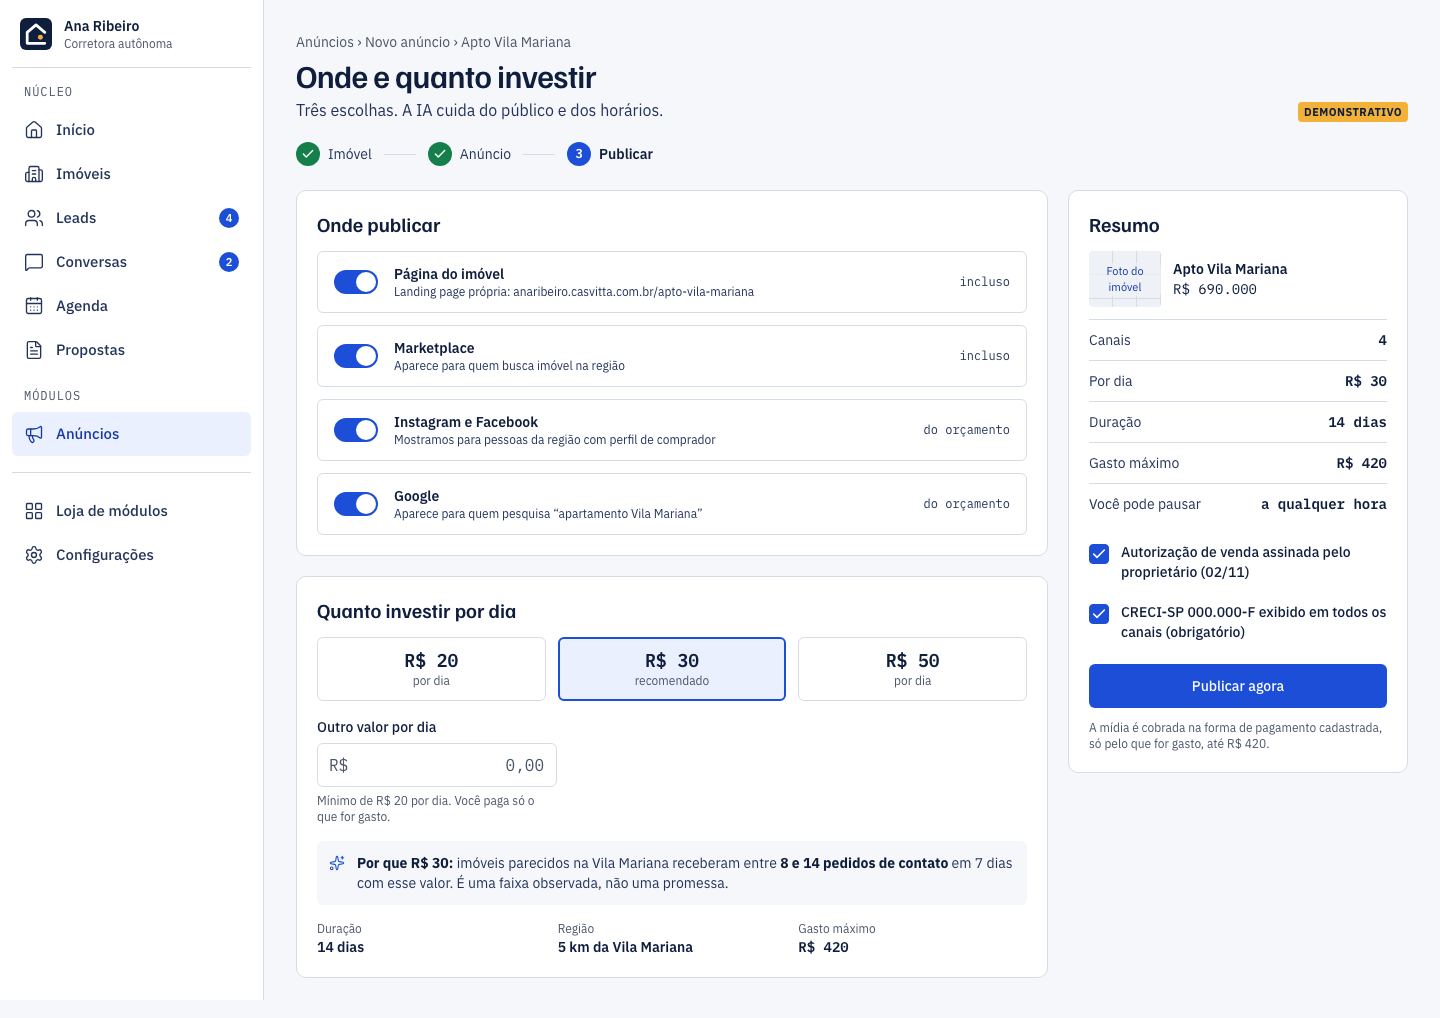 Ana Ribeiro
Corretora autônoma
NÚCLEO
Início
Imóveis
Leads
4
Conversas
2
Agenda
Propostas
MÓDULOS
Anúncios
Loja de módulos
Configurações
Anúncios › Novo anúncio › Apto Vila Mariana
Onde e quanto investir
Três escolhas. A IA cuida do público e dos horários.
DEMONSTRATIVO
Imóvel
Anúncio
3
Publicar
Onde publicar
Página do imóvel
Landing page própria: anaribeiro.casvitta.com.br/apto-vila-mariana
incluso
Marketplace
Aparece para quem busca imóvel na região
incluso
Instagram e Facebook
Mostramos para pessoas da região com perfil de comprador
do orçamento
Google
Aparece para quem pesquisa “apartamento Vila Mariana”
do orçamento
Quanto investir por dia
R$ 20
por dia
R$ 30
recomendado
R$ 50
por dia
Outro valor por dia
R$ 0,00
Mínimo de R$ 20 por dia. Você paga só o
que for gasto.
Por que R$ 30: imóveis parecidos na Vila Mariana receberam entre 8 e 14 pedidos de contato em 7 dias
com esse valor. É uma faixa observada, não uma promessa.
Duração
14 dias
Região
5 km da Vila Mariana
Gasto máximo
R$ 420
Resumo
Foto do
imóvel
Apto Vila Mariana
R$ 690.000
Canais 4
Por dia R$ 30
Duração 14 dias
Gasto máximo R$ 420
Você pode pausar a qualquer hora
Autorização de venda assinada pelo
proprietário (02/11)
CRECI-SP 000.000-F exibido em todos os
canais (obrigatório)
Publicar agora
A mídia é cobrada na forma de pagamento cadastrada,
só pelo que for gasto, até R$ 420.